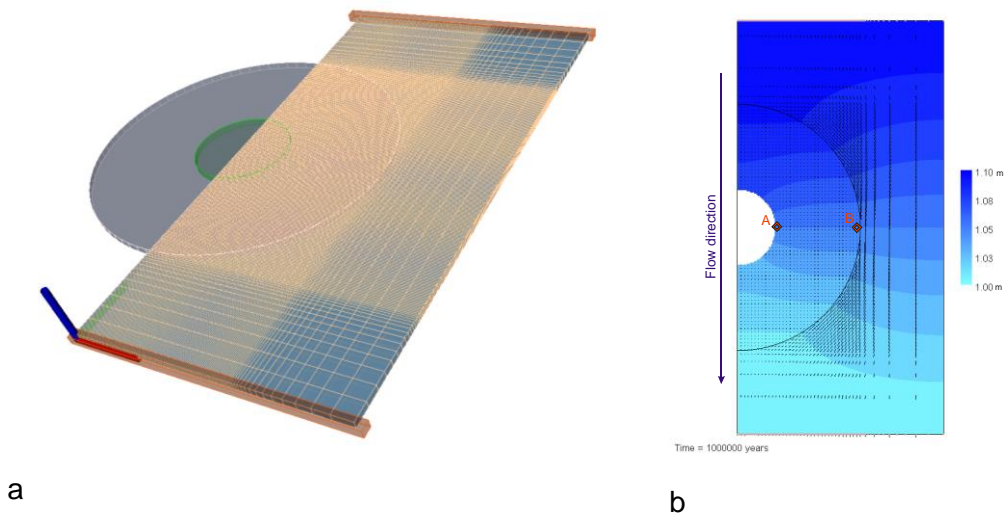 Flow direction
A
B
1.10 m
1.08
1.05
1.03
1.00 m
Time = 1000000 years
a
b